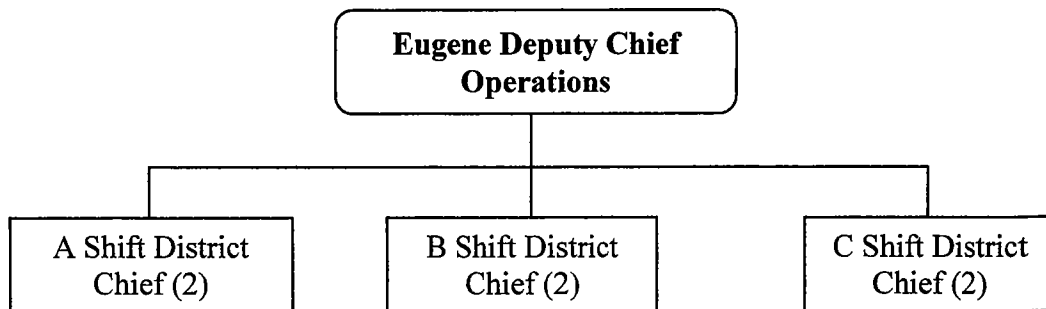 Eugene Deputy Chief
Operations
A Shift District
Chief (2)
B Shift District
Chief (2)
C Shift District
Chief (2)